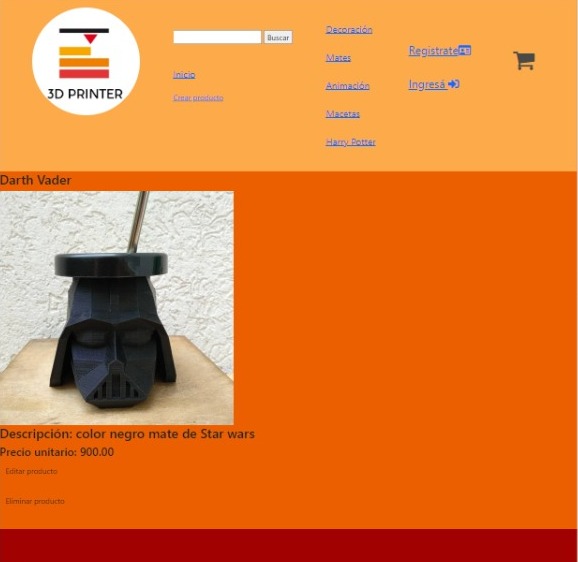 3D PRINTER
Buscar
Inicio
Crear producto
Decoración
Mates
Animación
Macetas
Harry Potter
Registrate
Ingresá
Darth Vader
Descripción: color negro mate de Star wars
Precio unitario: 900.00
Editar producto
Eliminar producto